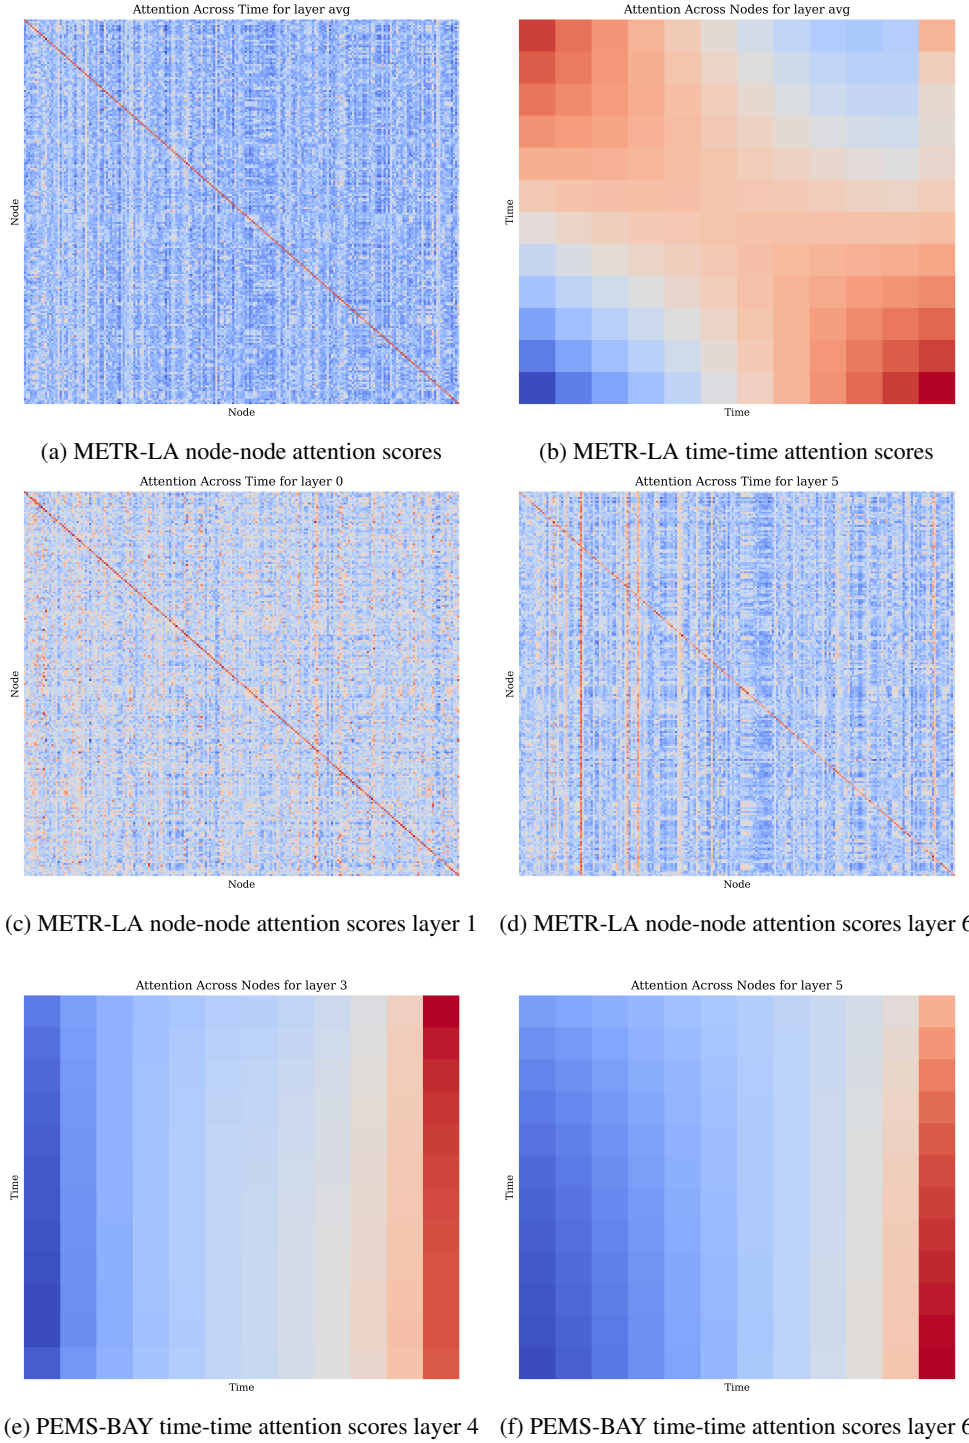 Attention Across Time for layer avg
Node
Node
(a) METR-LA node-node attention scores
Attention Across Nodes for layer avg
Time
Time
(b) METR-LA time-time attention scores
Attention Across Time for layer 0
Node
Node
(c) METR-LA node-node attention scores layer 1
Attention Across Time for layer 5
Node
Node
(d) METR-LA node-node attention scores layer 6
Attention Across Nodes for layer 3
Time
Time
(e) PEMS-BAY time-time attention scores layer 4
Attention Across Nodes for layer 5
Time
Time
(f) PEMS-BAY time-time attention scores layer 6